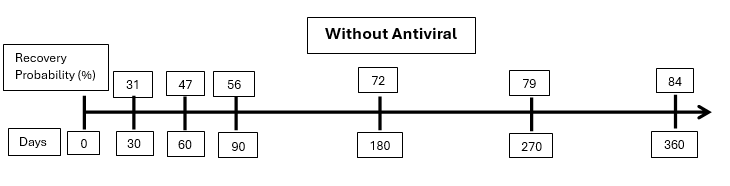 Without Antiviral
Recovery
Probability (%)
31 47 56 72 79 84
Days 0 30 60 90 180 270 360